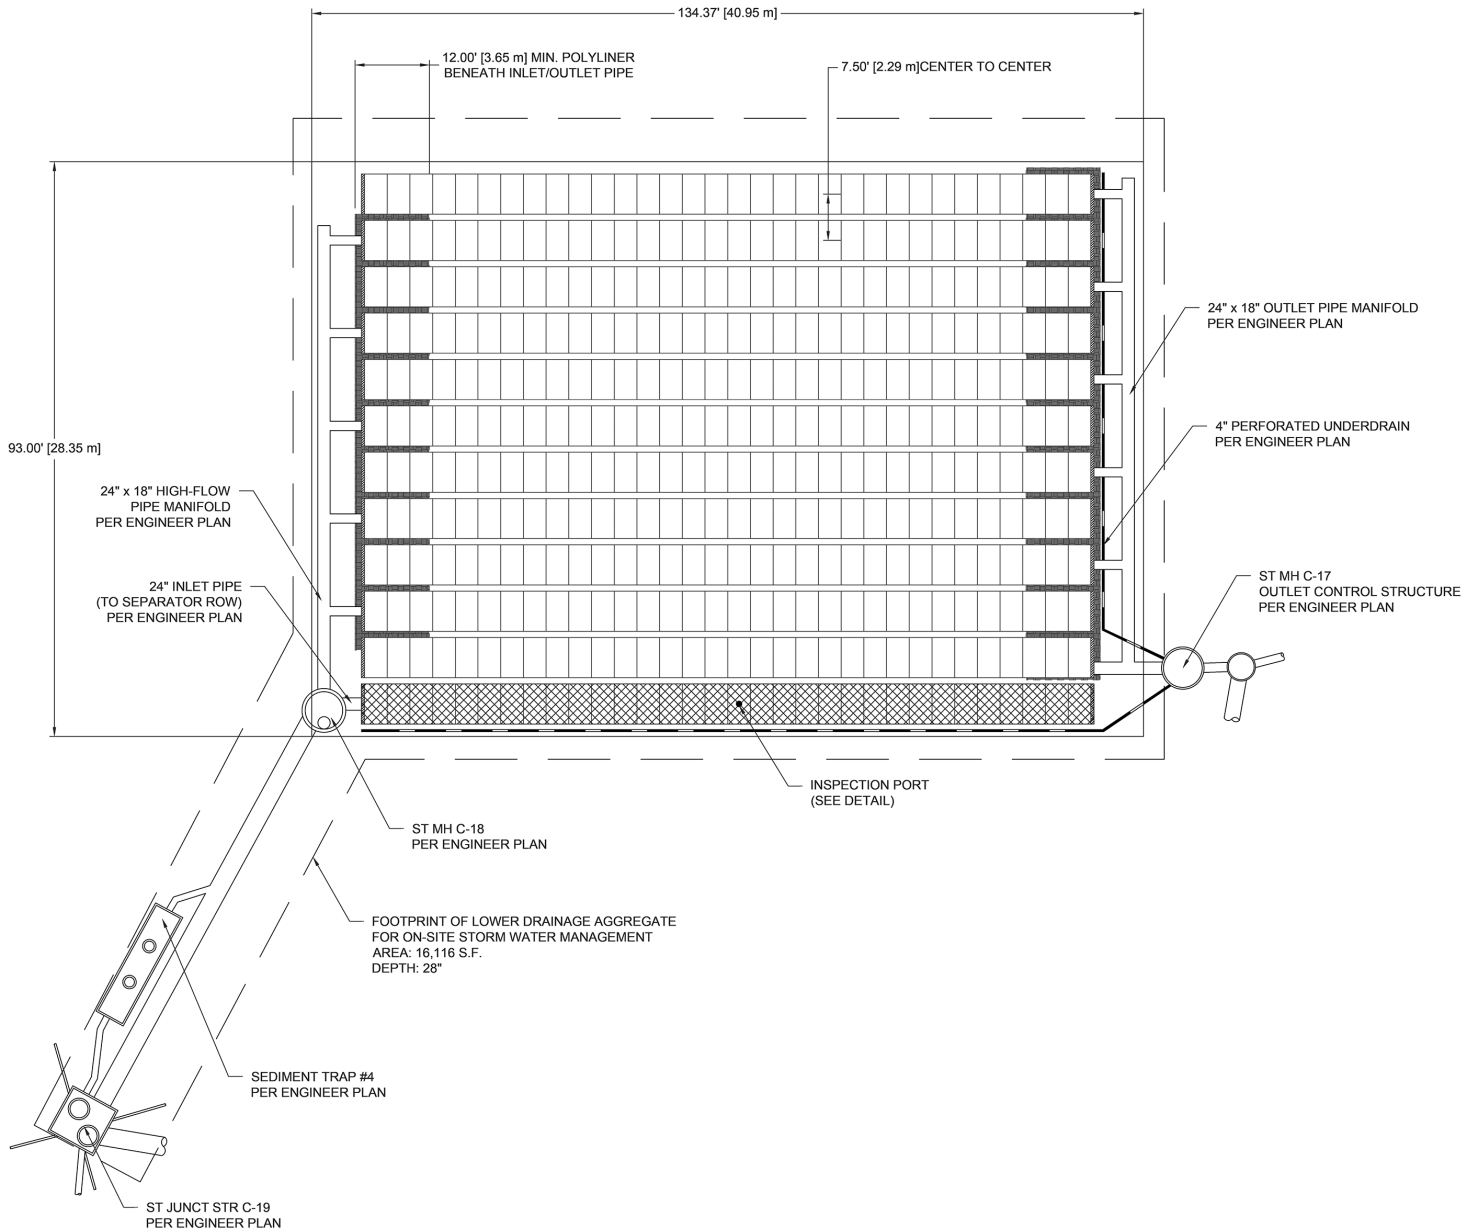 134.37' [40.95 m]
12.00' [3.65 m] MIN. POLYLINER
BENEATH INLET/OUTLET PIPE
7.50' [2.29 m]CENTER TO CENTER
24" x 18" OUTLET PIPE MANIFOLD
PER ENGINEER PLAN
4" PERFORATED UNDERDRAIN
PER ENGINEER PLAN
93.00' [28.35 m]
24" x 18" HIGH-FLOW
PIPE MANIFOLD
PER ENGINEER PLAN
24" INLET PIPE
(TO SEPARATOR ROW)
PER ENGINEER PLAN
ST MH C-17
OUTLET CONTROL STRUCTURE
PER ENGINEER PLAN
INSPECTION PORT
(SEE DETAIL)
ST MH C-18
PER ENGINEER PLAN
FOOTPRINT OF LOWER DRAINAGE AGGREGATE
FOR ON-SITE STORM WATER MANAGEMENT
AREA: 16,116 S.F.
DEPTH: 28"
SEDIMENT TRAP #4
PER ENGINEER PLAN
ST JUNCT STR C-19
PER ENGINEER PLAN